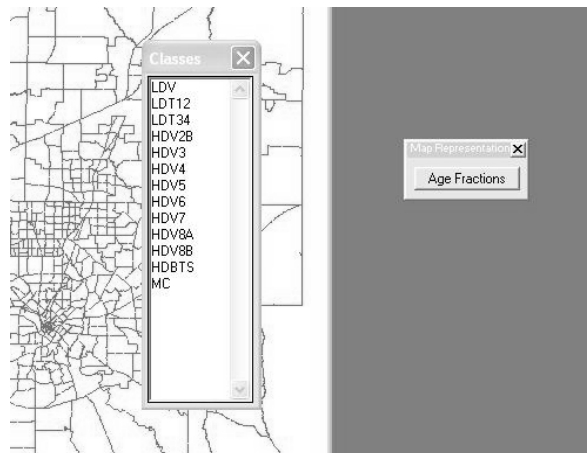 Classes
LDV
LDT12
LDT34
HDV2B
HDV3
HDV4
HDV5
HDV6
HDV7
HDV8A
HDV8B
HDBTS
MC
Map Representation
Age Fractions